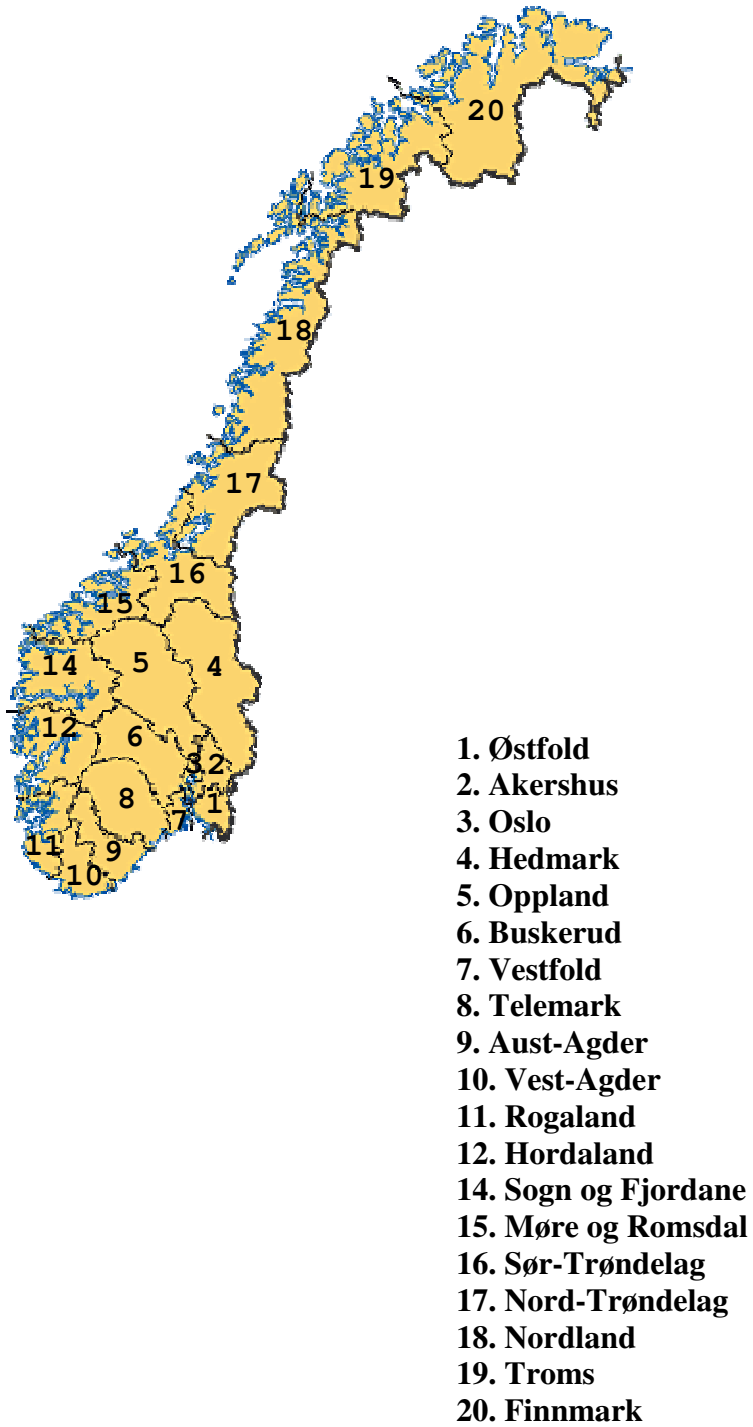 20
19
18
17
16
15
14
5
4
12
6
3 2
8
7 1
11
9
10
1. Østfold
2. Akershus
3. Oslo
4. Hedmark
5. Oppland
6. Buskerud
7. Vestfold
8. Telemark
9. Aust-Agder
10. Vest-Agder
11. Rogaland
12. Hordaland
14. Sogn og Fjordane
15. Møre og Romsdal
16. Sør-Trøndelag
17. Nord-Trøndelag
18. Nordland
19. Troms
20. Finnmark